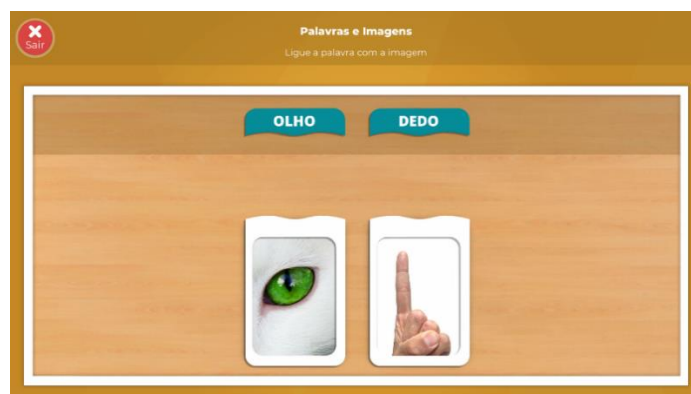 Sair
Palavras e Imagens
Ligue a palavra com a imagem
OLHO
DEDO